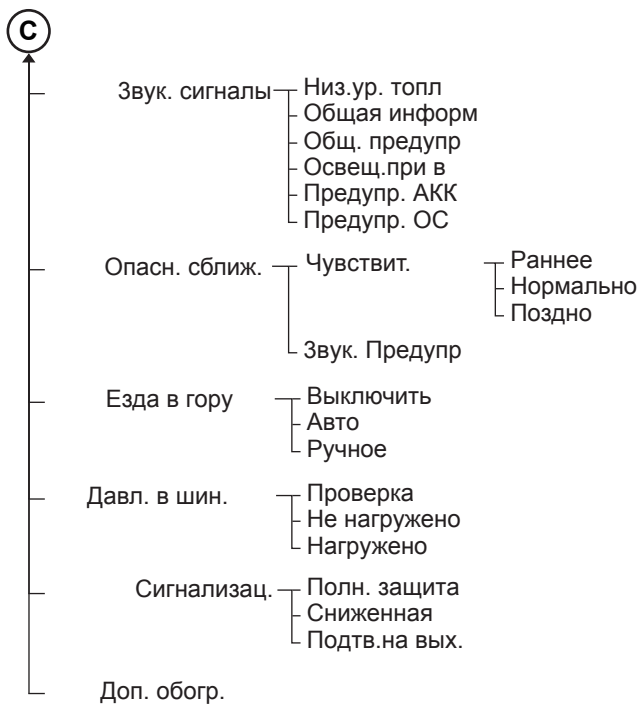 C
Звук. сигналы
Низ.ур. топл
Общая информ
Общ. предупр
Освещ.при в
Предупр. АКК
Предупр. ОС
Опасн. сближ.
Чувствит.
Раннее
Нормально
Поздно
Звук. Предупр
Езда в гору
Выключить
Авто
Ручное
Давл. в шин.
Проверка
Не нагружено
Нагружено
Сигнализац.
Полн. защита
Сниженная
Подтв.на вых.
Доп. обогр.